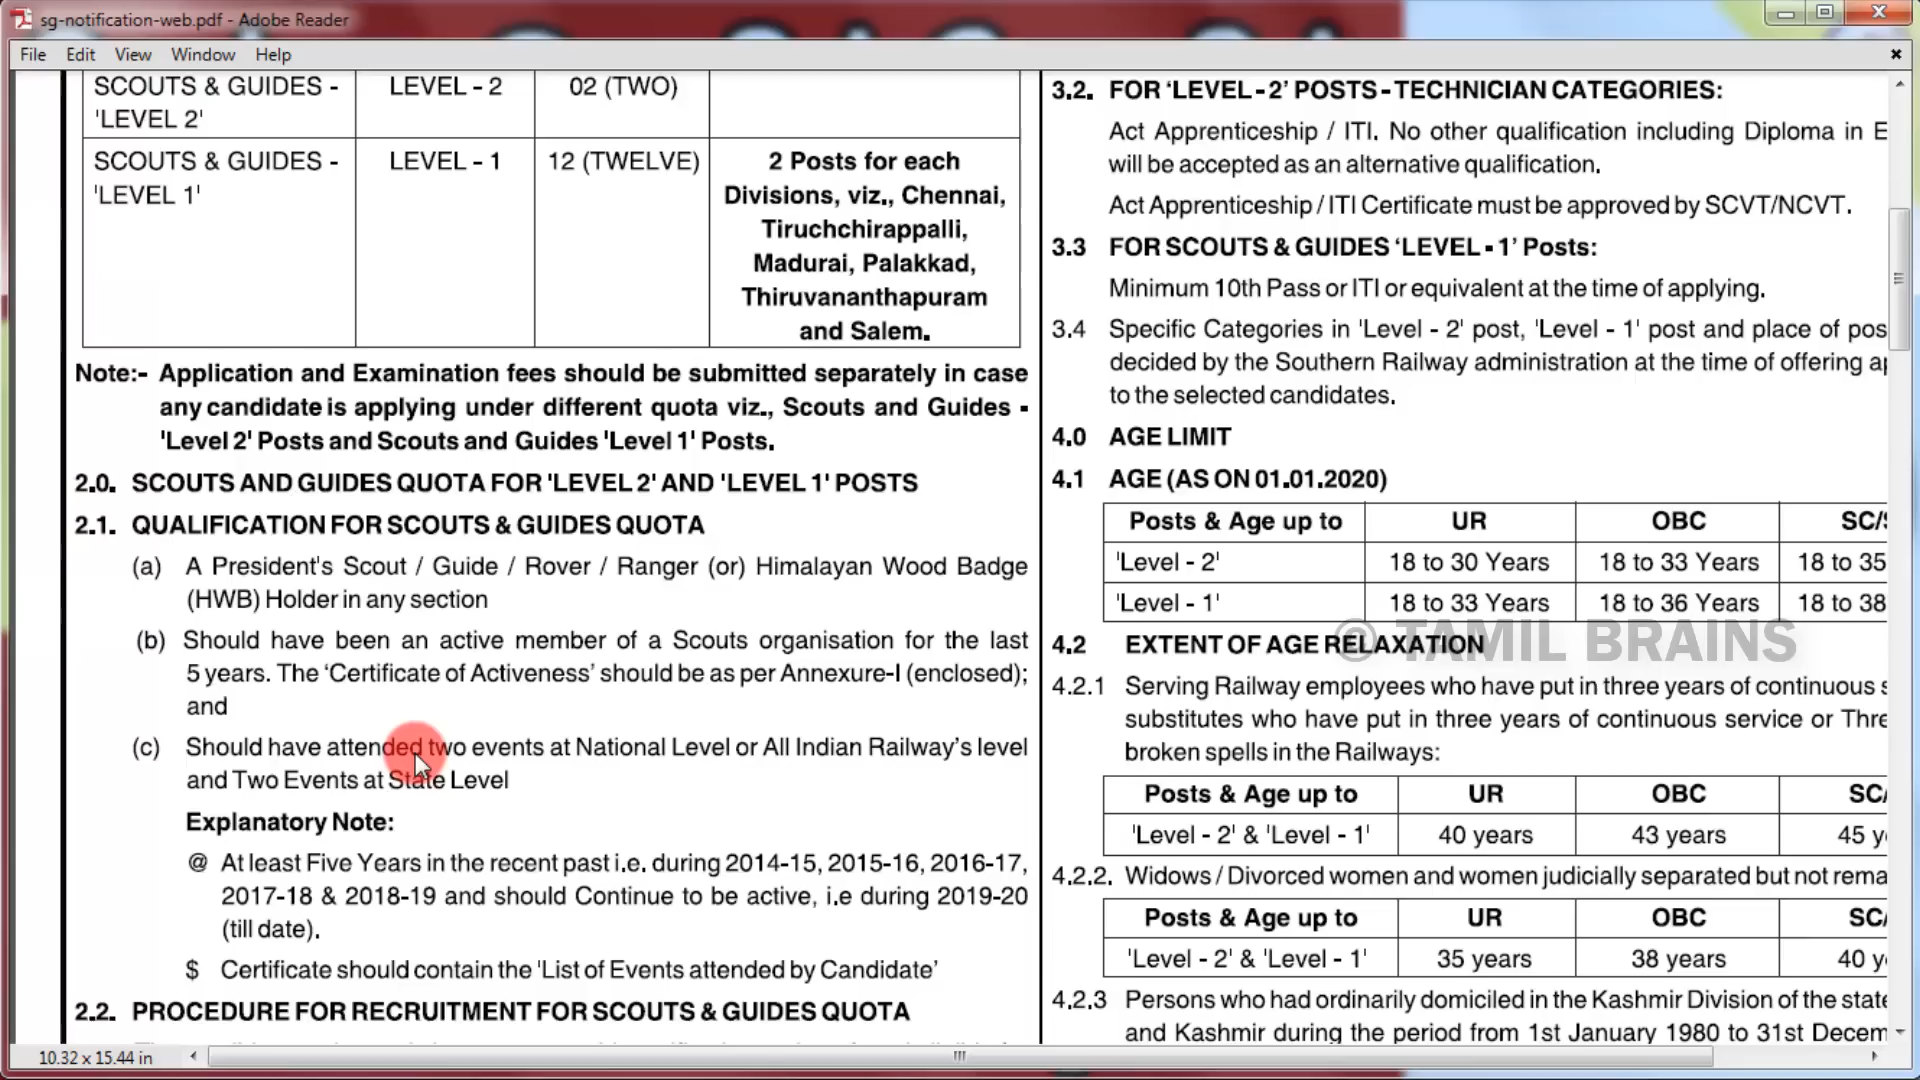 sg-notification-web.pdf - Adobe Reader
File Edit View Window Help
SCOUTS & GUIDES - LEVEL - 2 02 (TWO)
'LEVEL 2'
SCOUTS & GUIDES - LEVEL - 1 12 (TWELVE) 2 Posts for each
'LEVEL 1' Divisions, viz., Chennai,
Tiruchchirappalli,
Madurai, Palakkad,
Thiruvananthapuram
and Salem.
Note:- Application and Examination fees should be submitted separately in case
any candidate is applying under different quota viz., Scouts and Guides -
'Level 2' Posts and Scouts and Guides 'Level 1' Posts.
2.0. SCOUTS AND GUIDES QUOTA FOR 'LEVEL 2' AND 'LEVEL 1' POSTS
2.1. QUALIFICATION FOR SCOUTS & GUIDES QUOTA
(a) A President's Scout / Guide / Rover / Ranger (or) Himalayan Wood Badge
(HWB) Holder in any section
(b) Should have been an active member of a Scouts organisation for the last
5 years. The ‘Certificate of Activeness’ should be as per Annexure-I (enclosed);
and
(c) Should have attended two events at National Level or All Indian Railway’s level
and Two Events at State Level
Explanatory Note:
@ At least Five Years in the recent past i.e. during 2014-15, 2015-16, 2016-17,
2017-18 & 2018-19 and should Continue to be active, i.e during 2019-20
(till date).
$ Certificate should contain the 'List of Events attended by Candidate’
2.2. PROCEDURE FOR RECRUITMENT FOR SCOUTS & GUIDES QUOTA
3.2. FOR ‘LEVEL - 2’ POSTS - TECHNICIAN CATEGORIES:
Act Apprenticeship / ITI. No other qualification including Diploma in E
will be accepted as an alternative qualification.
Act Apprenticeship / ITI Certificate must be approved by SCVT/NCVT.
3.3 FOR SCOUTS & GUIDES ‘LEVEL - 1’ Posts:
Minimum 10th Pass or ITI or equivalent at the time of applying.
3.4 Specific Categories in 'Level - 2' post, 'Level - 1' post and place of pos
decided by the Southern Railway administration at the time of offering ap
to the selected candidates.
4.0 AGE LIMIT
4.1 AGE (AS ON 01.01.2020)
Posts & Age up to UR OBC SC/S
'Level - 2' 18 to 30 Years 18 to 33 Years 18 to 35
'Level - 1' 18 to 33 Years 18 to 36 Years 18 to 38
@ TAMIL BRAINS
4.2 EXTENT OF AGE RELAXATION
4.2.1 Serving Railway employees who have put in three years of continuous s
substitutes who have put in three years of continuous service or Thre
broken spells in the Railways:
Posts & Age up to UR OBC SC/
'Level - 2' & 'Level - 1' 40 years 43 years 45 y
4.2.2. Widows / Divorced women and women judicially separated but not rema
Posts & Age up to UR OBC SC/
'Level - 2' & 'Level - 1' 35 years 38 years 40 y
4.2.3 Persons who had ordinarily domiciled in the Kashmir Division of the state
and Kashmir during the period from 1st January 1980 to 31st Decem
10.32 x 15.44 in